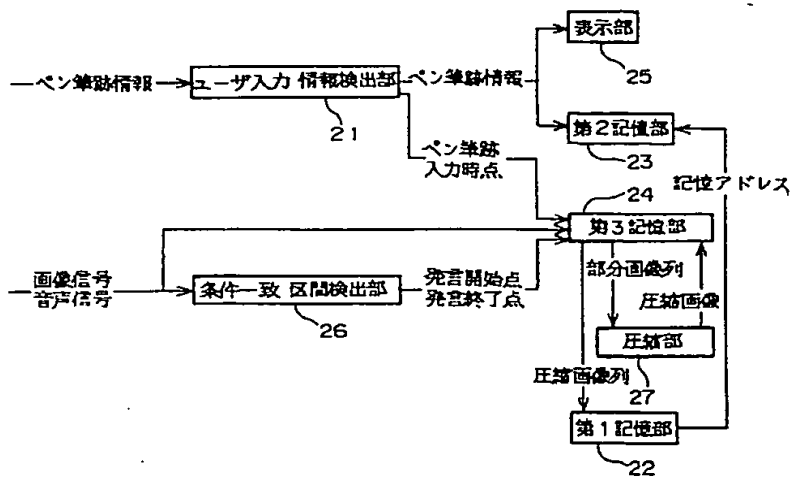 表示部
25
ペン筆跡情報
ユーザ入力 情報検出部
ペン筆跡情報
21
第2記憶部
23
ペン筆跡
入力時点
記位アドレス
24
第3記憶部
画像信号
音声信号
条件一致 区間検出部
26
発言開始点
発言終了点
部分画像列
圧縮画像
圧縮部
27
圧縮画像列
第1記憶部
22